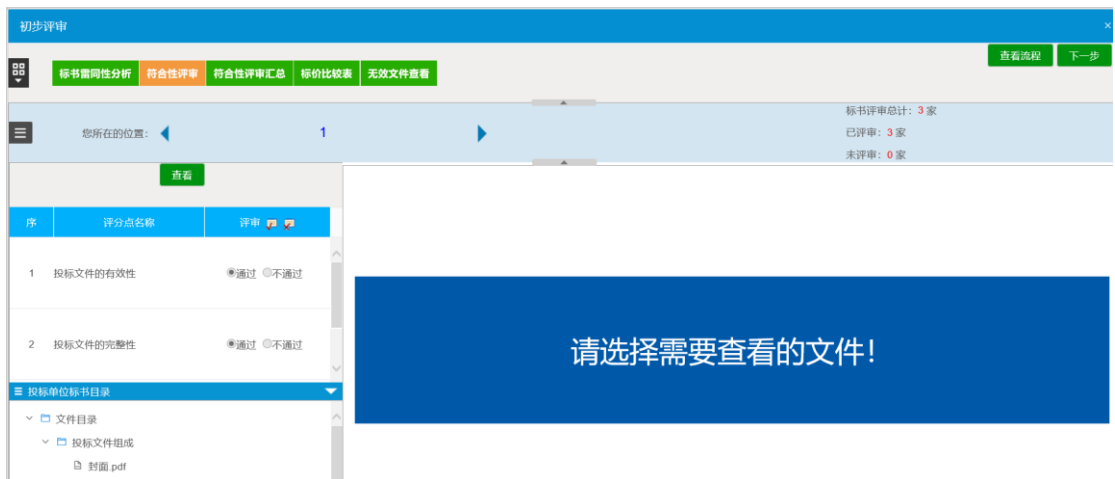 初步评审
×
查看流程 下一步
标书雷同性分析 符合性评审 符合性评审汇总 标价比较表 无效文件查看
标书评审总计：3 家
您所在的位置： 1
已评审：3 家
未评审：0 家
查看
序 评分点名称 评审
1 投标文件的有效性 通过 不通过
2 投标文件的完整性 通过 不通过
请选择需要查看的文件！
投标单位标书目录
文件目录
投标文件组成
封面.pdf